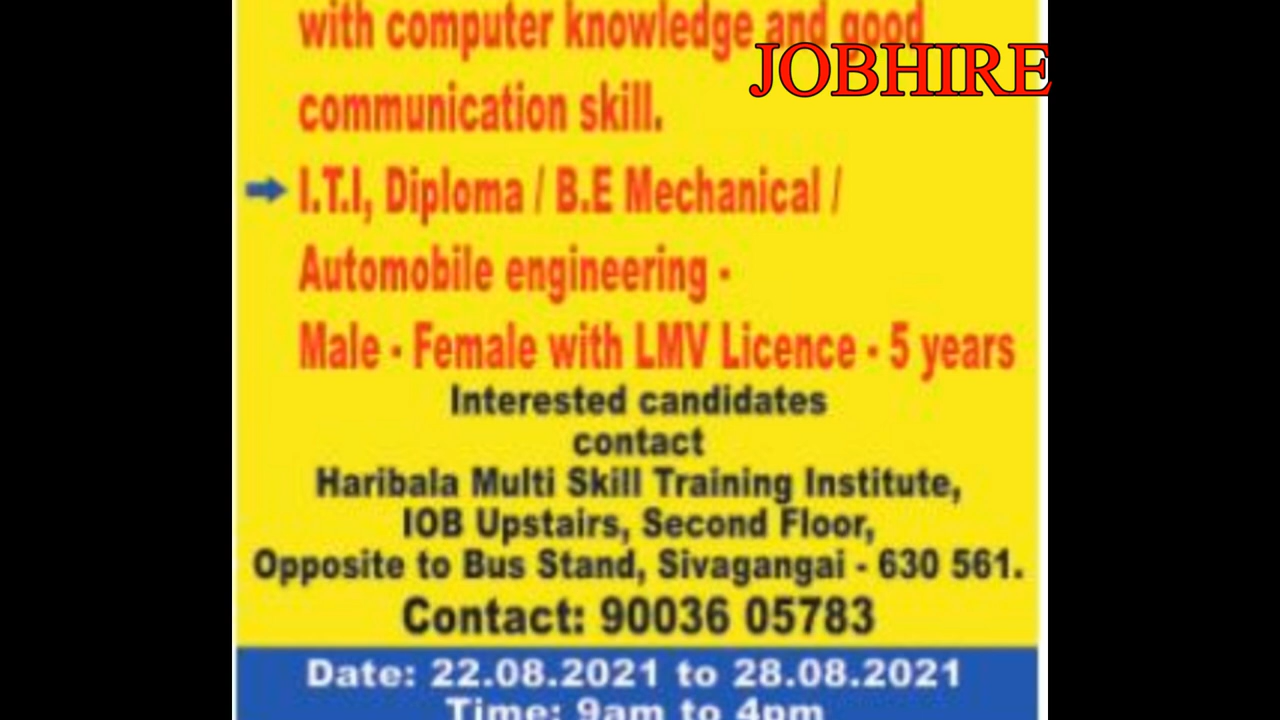 with computer knowledge and good
JOBHIRE
communication skill.
I.T.I, Diploma / B.E Mechanical /
Automobile engineering -
Male - Female with LMV Licence - 5 years
Interested candidates
contact
Haribala Multi Skill Training Institute,
IOB Upstairs, Second Floor,
Opposite to Bus Stand, Sivagangai - 630 561.
Contact: 90036 05783
Date: 22.08.2021 to 28.08.2021
Time: 9am to 4pm